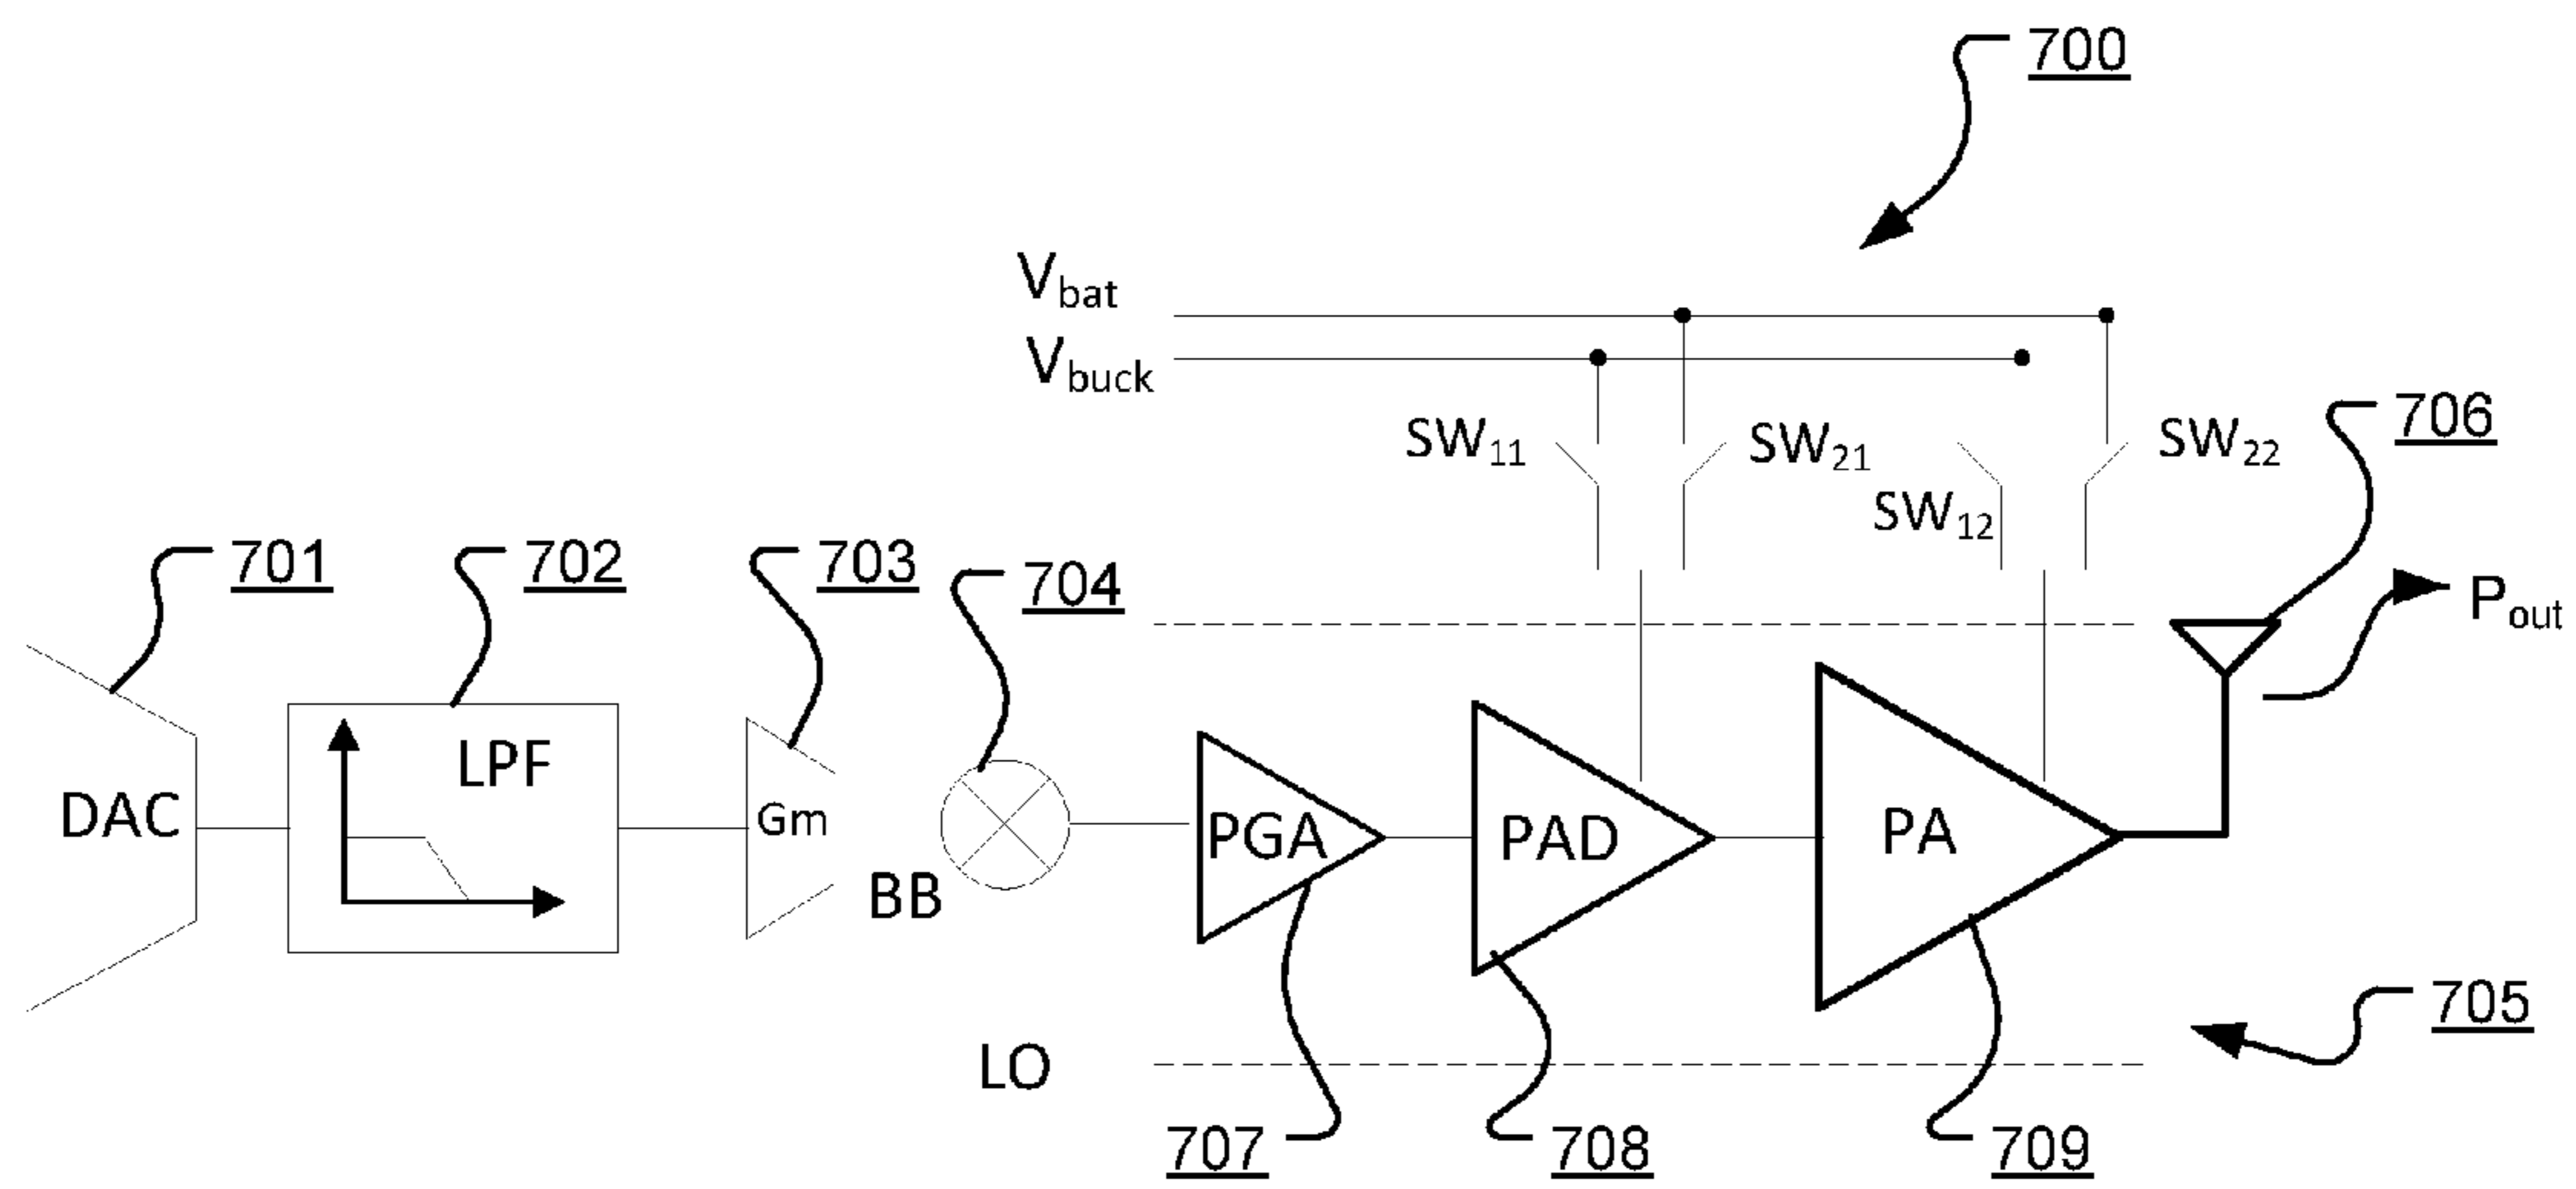 700
Vbat
Vbuck
SW11
SW21
SW12
SW22
706
701
702
703
704
Pout
DAC
LPF
Gm
BB
PGA
PAD
PA
LO
705
707
708
709